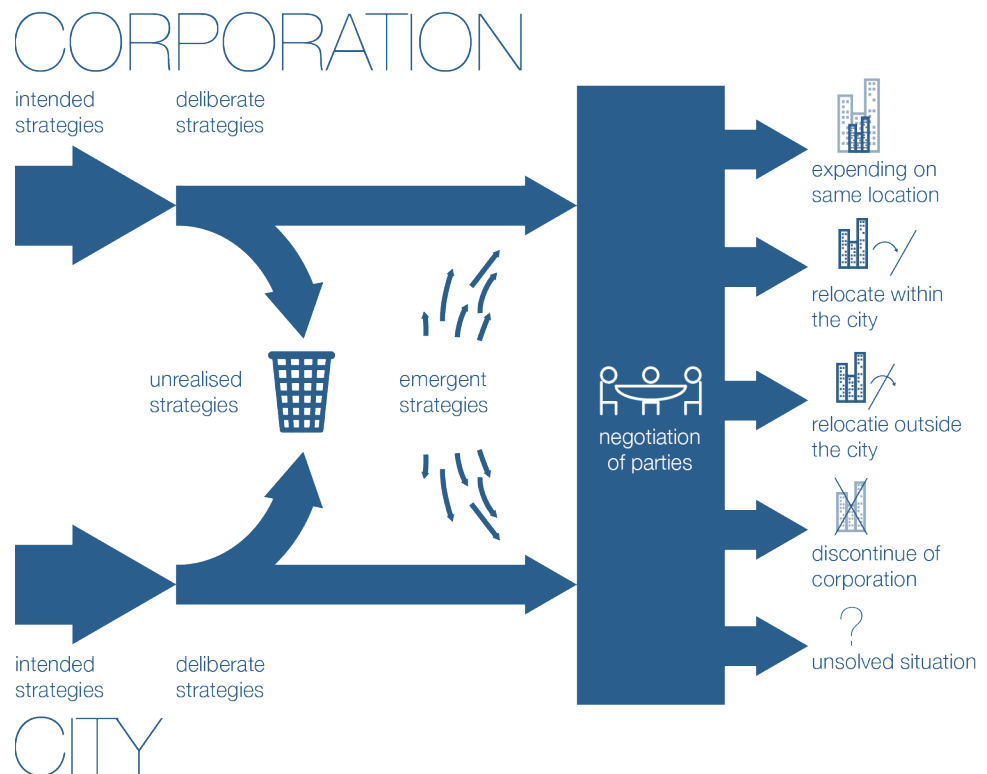 CORPORATION
intended
strategies
deliberate
strategies
unrealised
strategies
emergent
strategies
negotiation
of parties
expending on
same location
relocate within
the city
relocatie outside
the city
discontinue of
corporation
?
unsolved situation
intended
strategies
deliberate
strategies
CITY